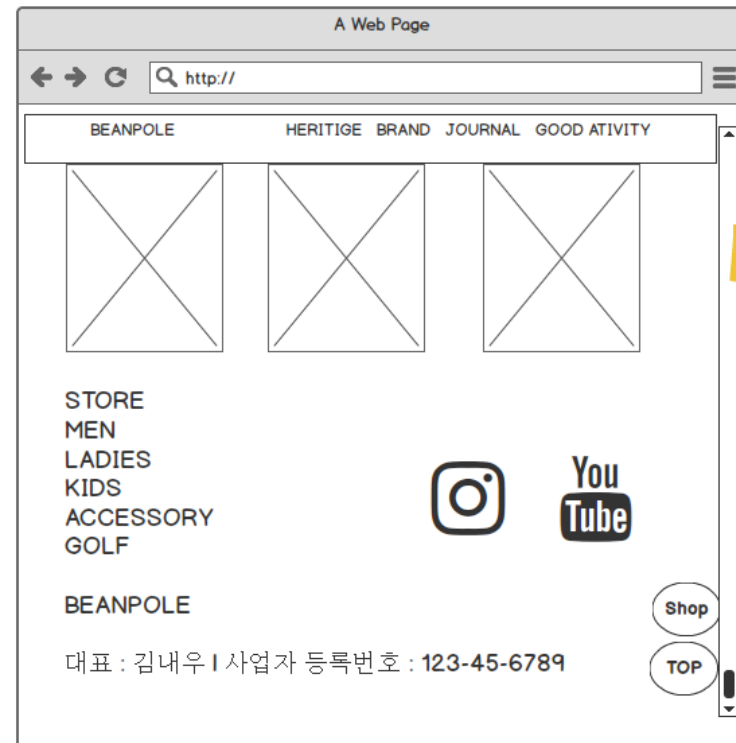 A Web Page
http://
BEANPOLE HERITIGE BRAND JOURNAL GOOD ATIVITY
STORE
MEN
LADIES
KIDS
ACCESSORY
GOLF
You
Tube
BEANPOLE
Shop
대표 : 김내우 I 사업자 등록번호 : 123-45-6789
TOP